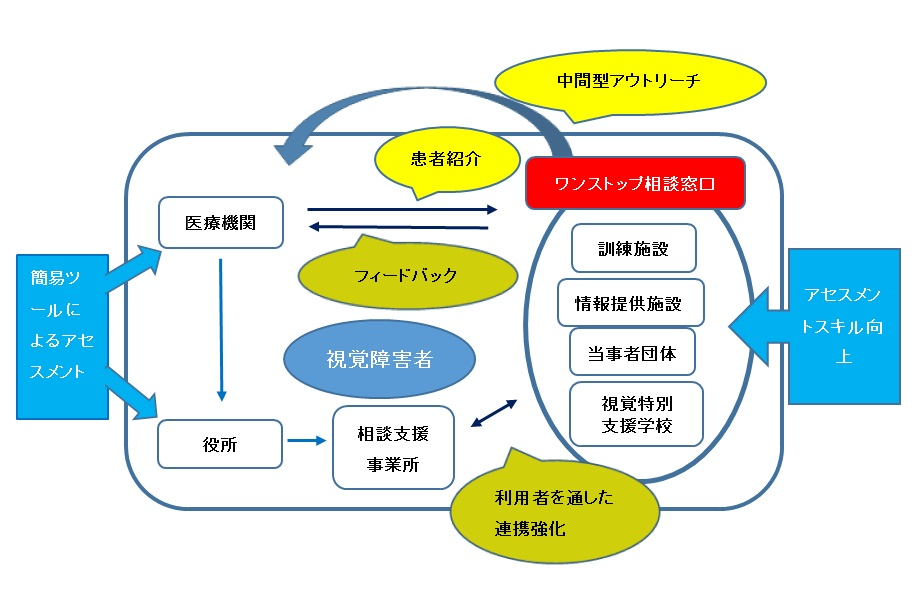 中間型アウトリーチ
患者紹介
ワンストップ相談窓口
医療機関
訓練施設
フィードバック
簡易ツ
ールに
よるアセ
スメント
情報提供施設
アセスメン
トスキル向
上
視覚障害者
当事者団体
視覚特別
支援学校
役所
相談支援
事業所
利用者を通した
連携強化